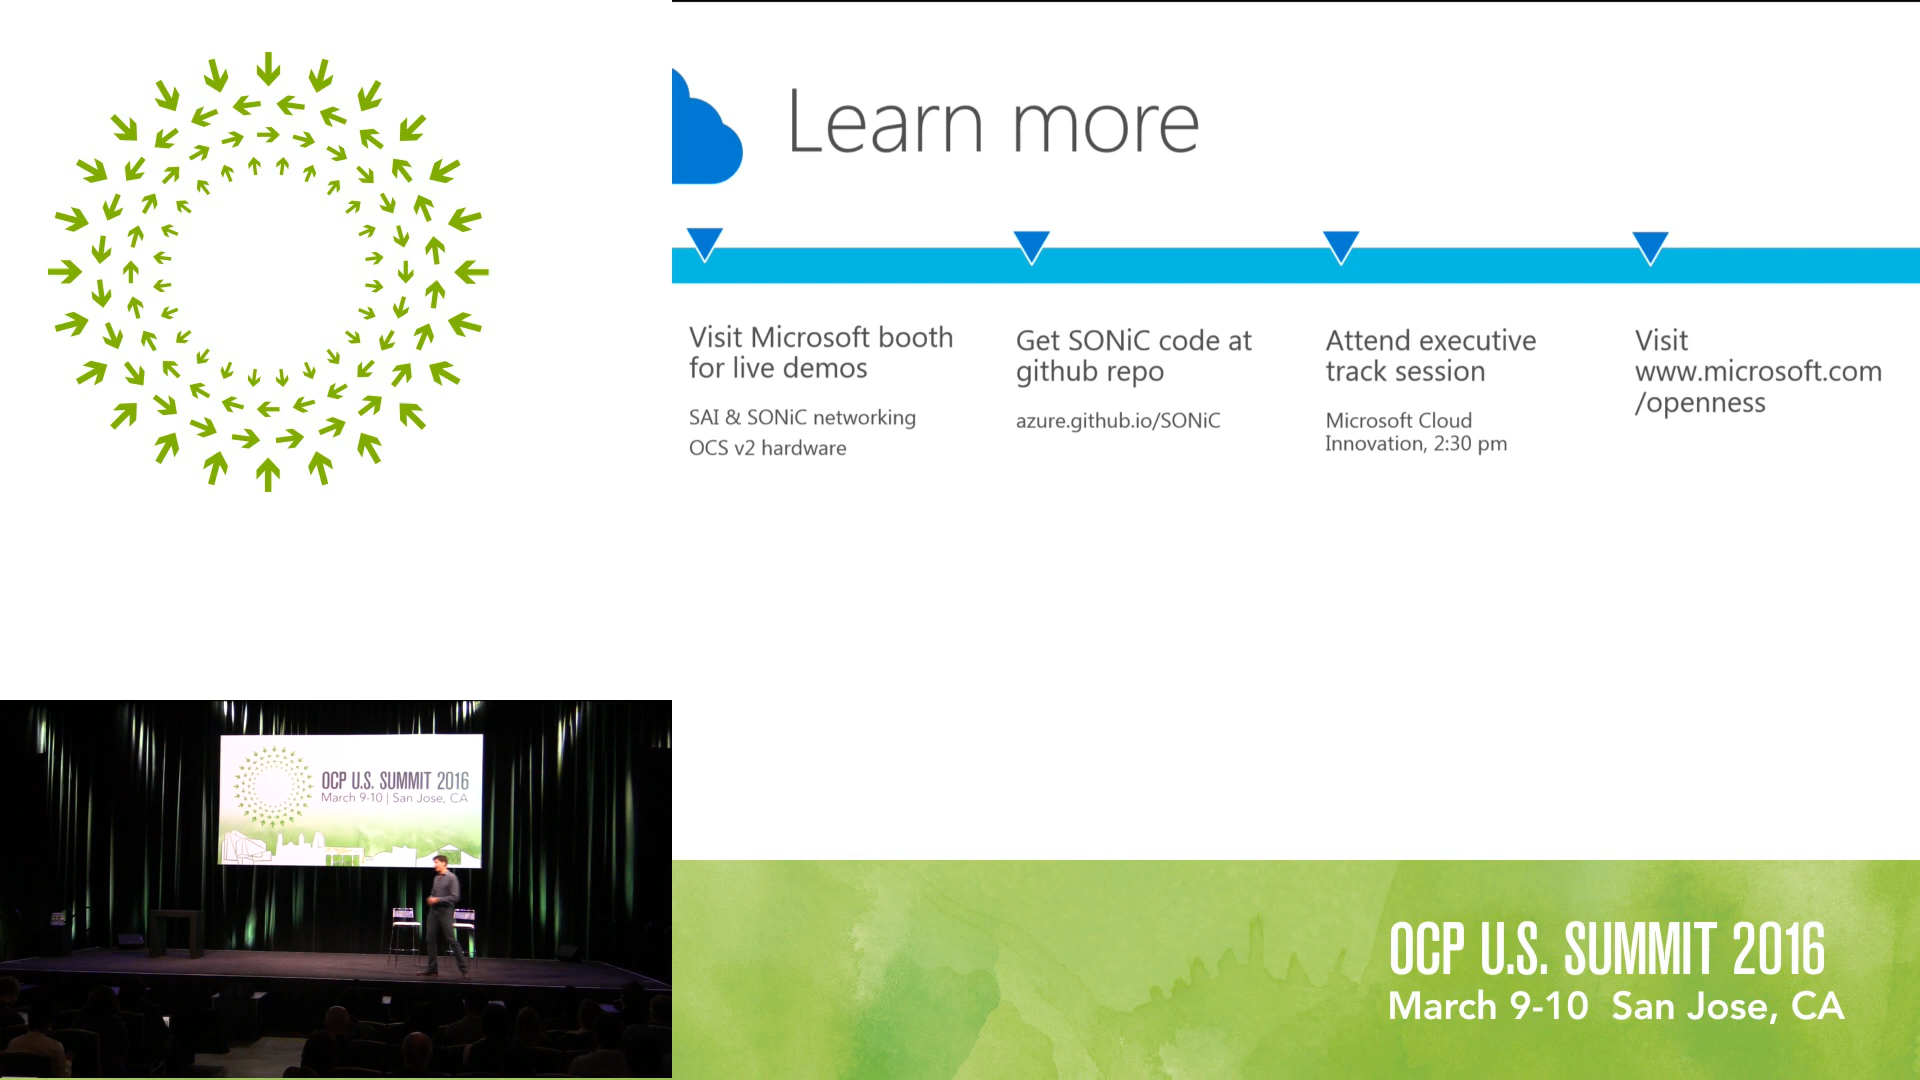 Learn more
Visit Microsoft booth
for live demos
SAI & SONiC networking
OCS v2 hardware
Get SONiC code at
github repo
azure.github.io/SONiC
Attend executive
track session
Microsoft Cloud
Innovation, 2:30 pm
Visit
www.microsoft.com
/openness
OCP U.S. SUMMIT 2016
March 9-10 | San Jose, CA
OCP U.S. SUMMIT 2016
March 9-10 San Jose, CA